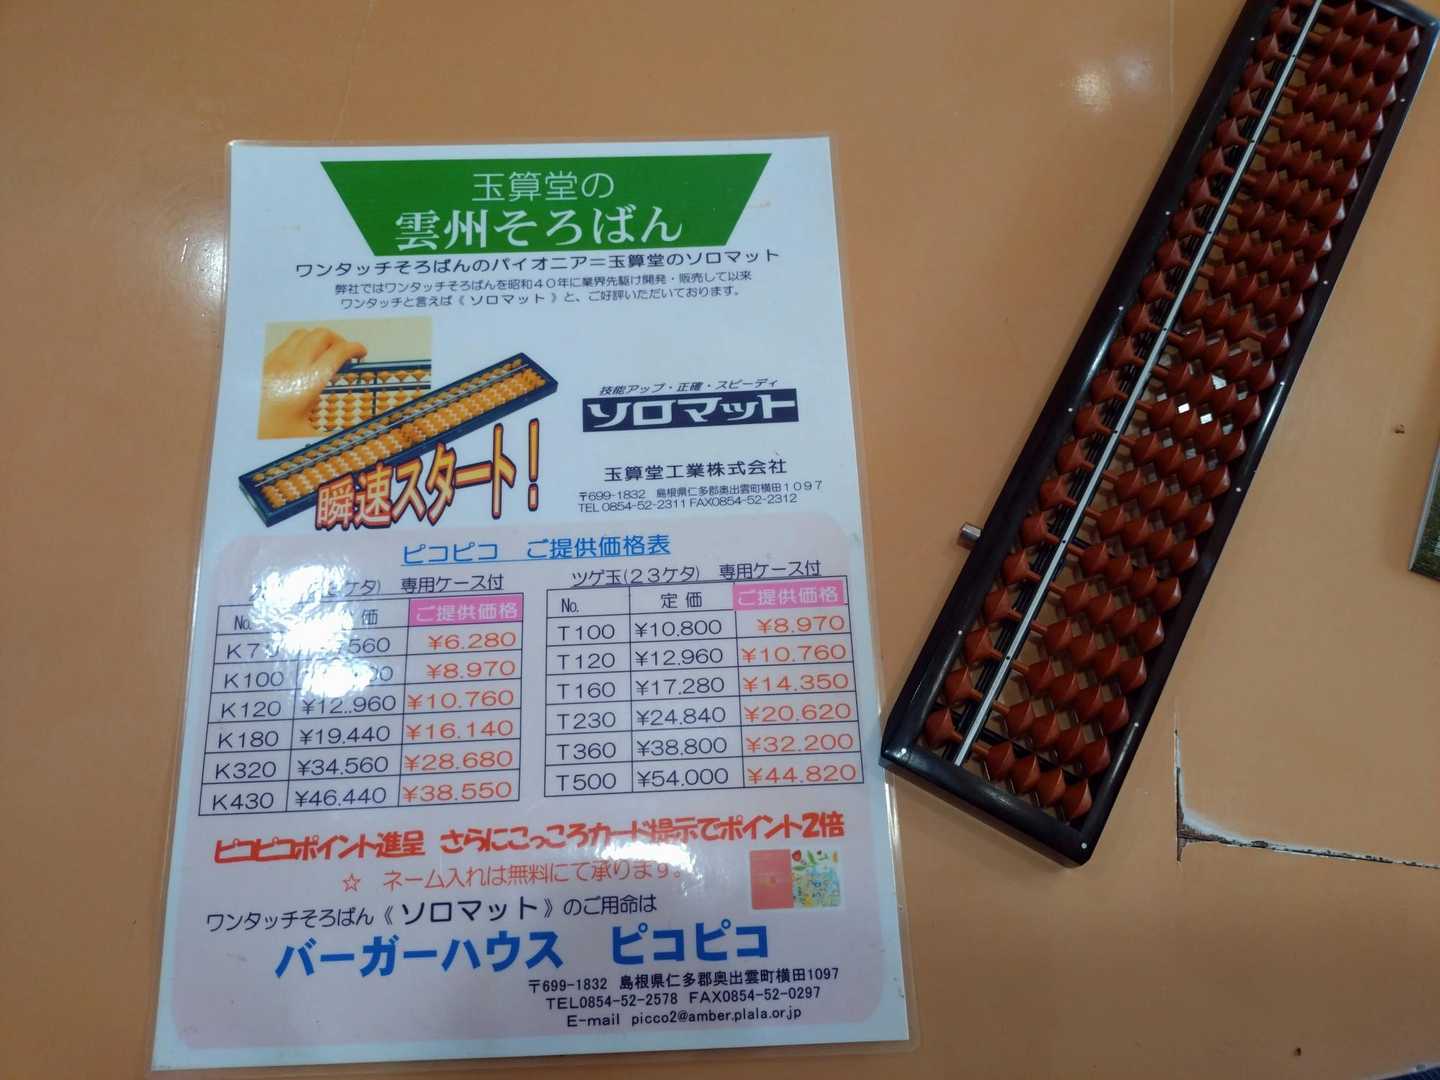 玉算堂の
雲州そろばん
ワンタッチそろばんのパイオニア=玉算堂のソロマット
弊社ではワンタッチそろばんを昭和40年に業界先駆け開発・販売して以来
ワンタッチと言えば《ソロマット》と、ご好評いただいております。
瞬速スタート!
技能アップ・正確・スピーディ
ソロマット
玉算堂工業株式会社
〒699-1832 島根県仁多郡奥出雲町横田1097
TEL 0854-52-2311 FAX0854-52-2312
ピコピコ ご提供価格表
ケタ) 専用ケース付
No. 価 ご提供価格
K7 560 ¥6.280
K100 ¥8.970
K120 ¥12.960 ¥10.760
K180 ¥19.440 ¥16.140
K320 ¥34.560 ¥28.680
K430 ¥46.440 ¥38.550
ツゲ玉(23ケタ) 専用ケース付
No. 定価 ご提供価格
T100 ¥10.800 ¥8.970
T120 ¥12.960 ¥10.760
T160 ¥17.280 ¥14.350
T230 ¥24.840 ¥20.620
T360 ¥38.800 ¥32.200
T500 ¥54.000 ¥44.820
ピコピコポイント進呈 さらにこっころカード提示でポイント2倍
☆ ネーム入れは無料にて承ります。
ワンタッチそろばん《ソロマット》のご用命は
バーガーハウス ピコピコ
〒699-1832 島根県仁多郡奥出雲町横田1097
TEL0854-52-2578 FAX0854-52-0297
E-mail picco2@amber.plala.or.jp